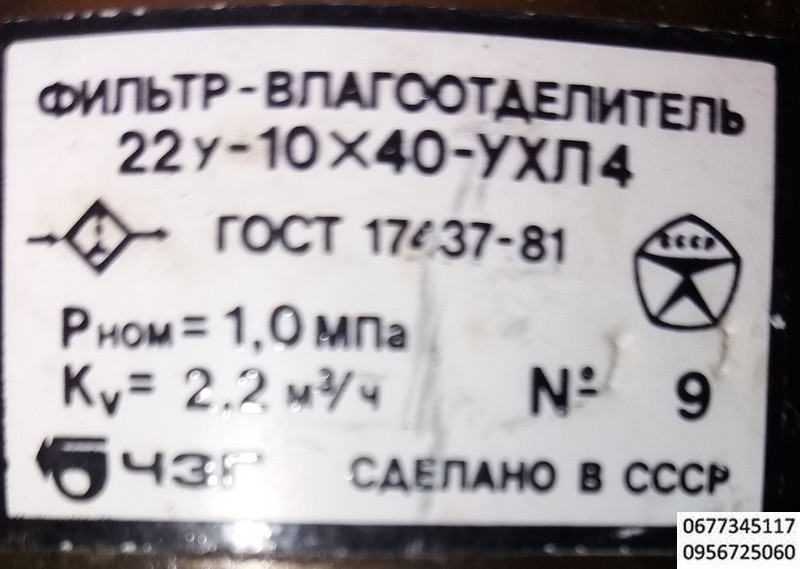 ФИЛЬТР-ВЛАГООТДЕЛИТЕЛЬ
22у-10×40-УХЛ4
ГОСТ 17437-81
СССР
Pном = 1,0 мПа
Kv = 2,2 м³/ч
№ 9
ЧЗГ СДЕЛАНО В СССР
0677345117
0956725060